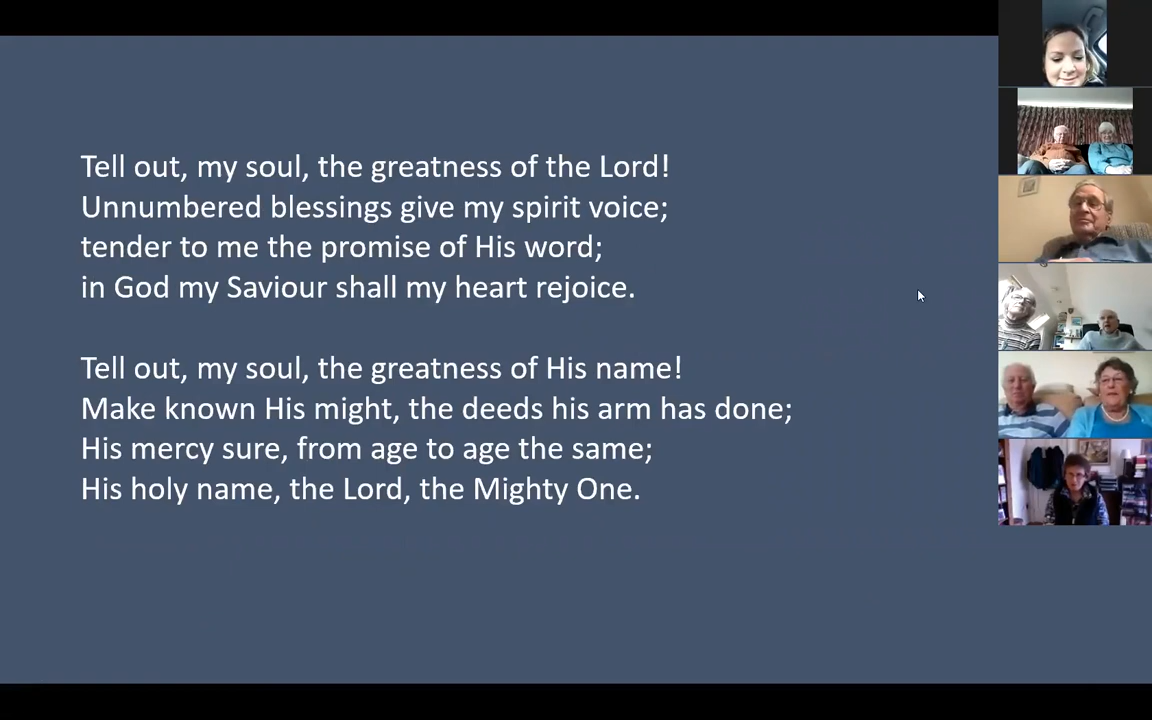 Tell out, my soul, the greatness of the Lord!
Unnumbered blessings give my spirit voice;
tender to me the promise of His word;
in God my Saviour shall my heart rejoice.
Tell out, my soul, the greatness of His name!
Make known His might, the deeds his arm has done;
His mercy sure, from age to age the same;
His holy name, the Lord, the Mighty One.